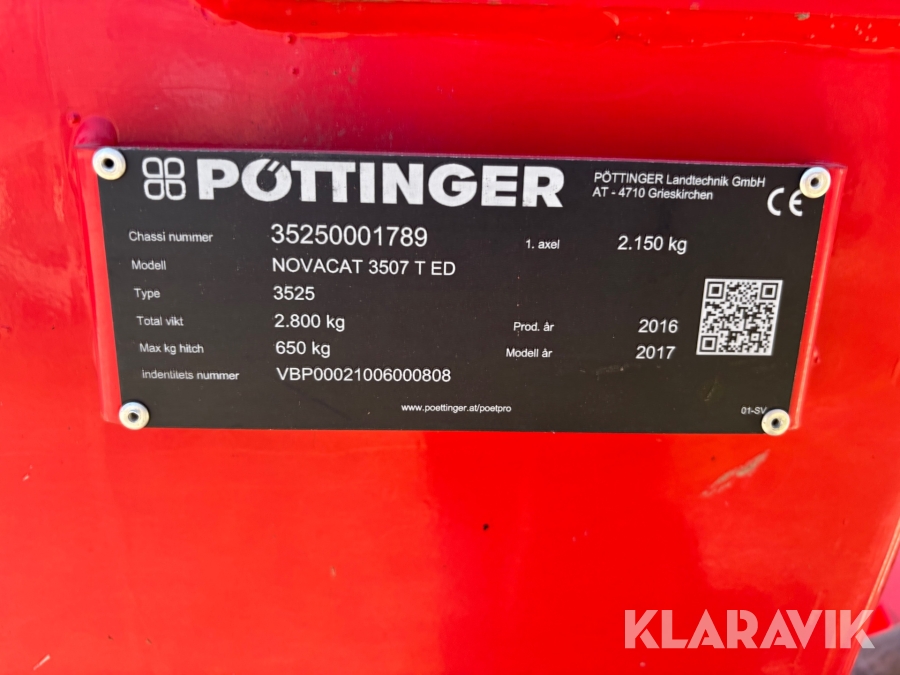 PÖTTINGER
PÖTTINGER Landtechnik GmbH
AT - 4710 Grieskirchen
CE
Chassi nummer 35250001789 1. axel 2.150 kg
Modell NOVACAT 3507 T ED
Type 3525
Total vikt 2.800 kg Prod. år 2016
Max kg hitch 650 kg Modell år 2017
indentitets nummer VBP00021006000808
www.poettinger.at/poetpro
01-SV
KLARAVIK